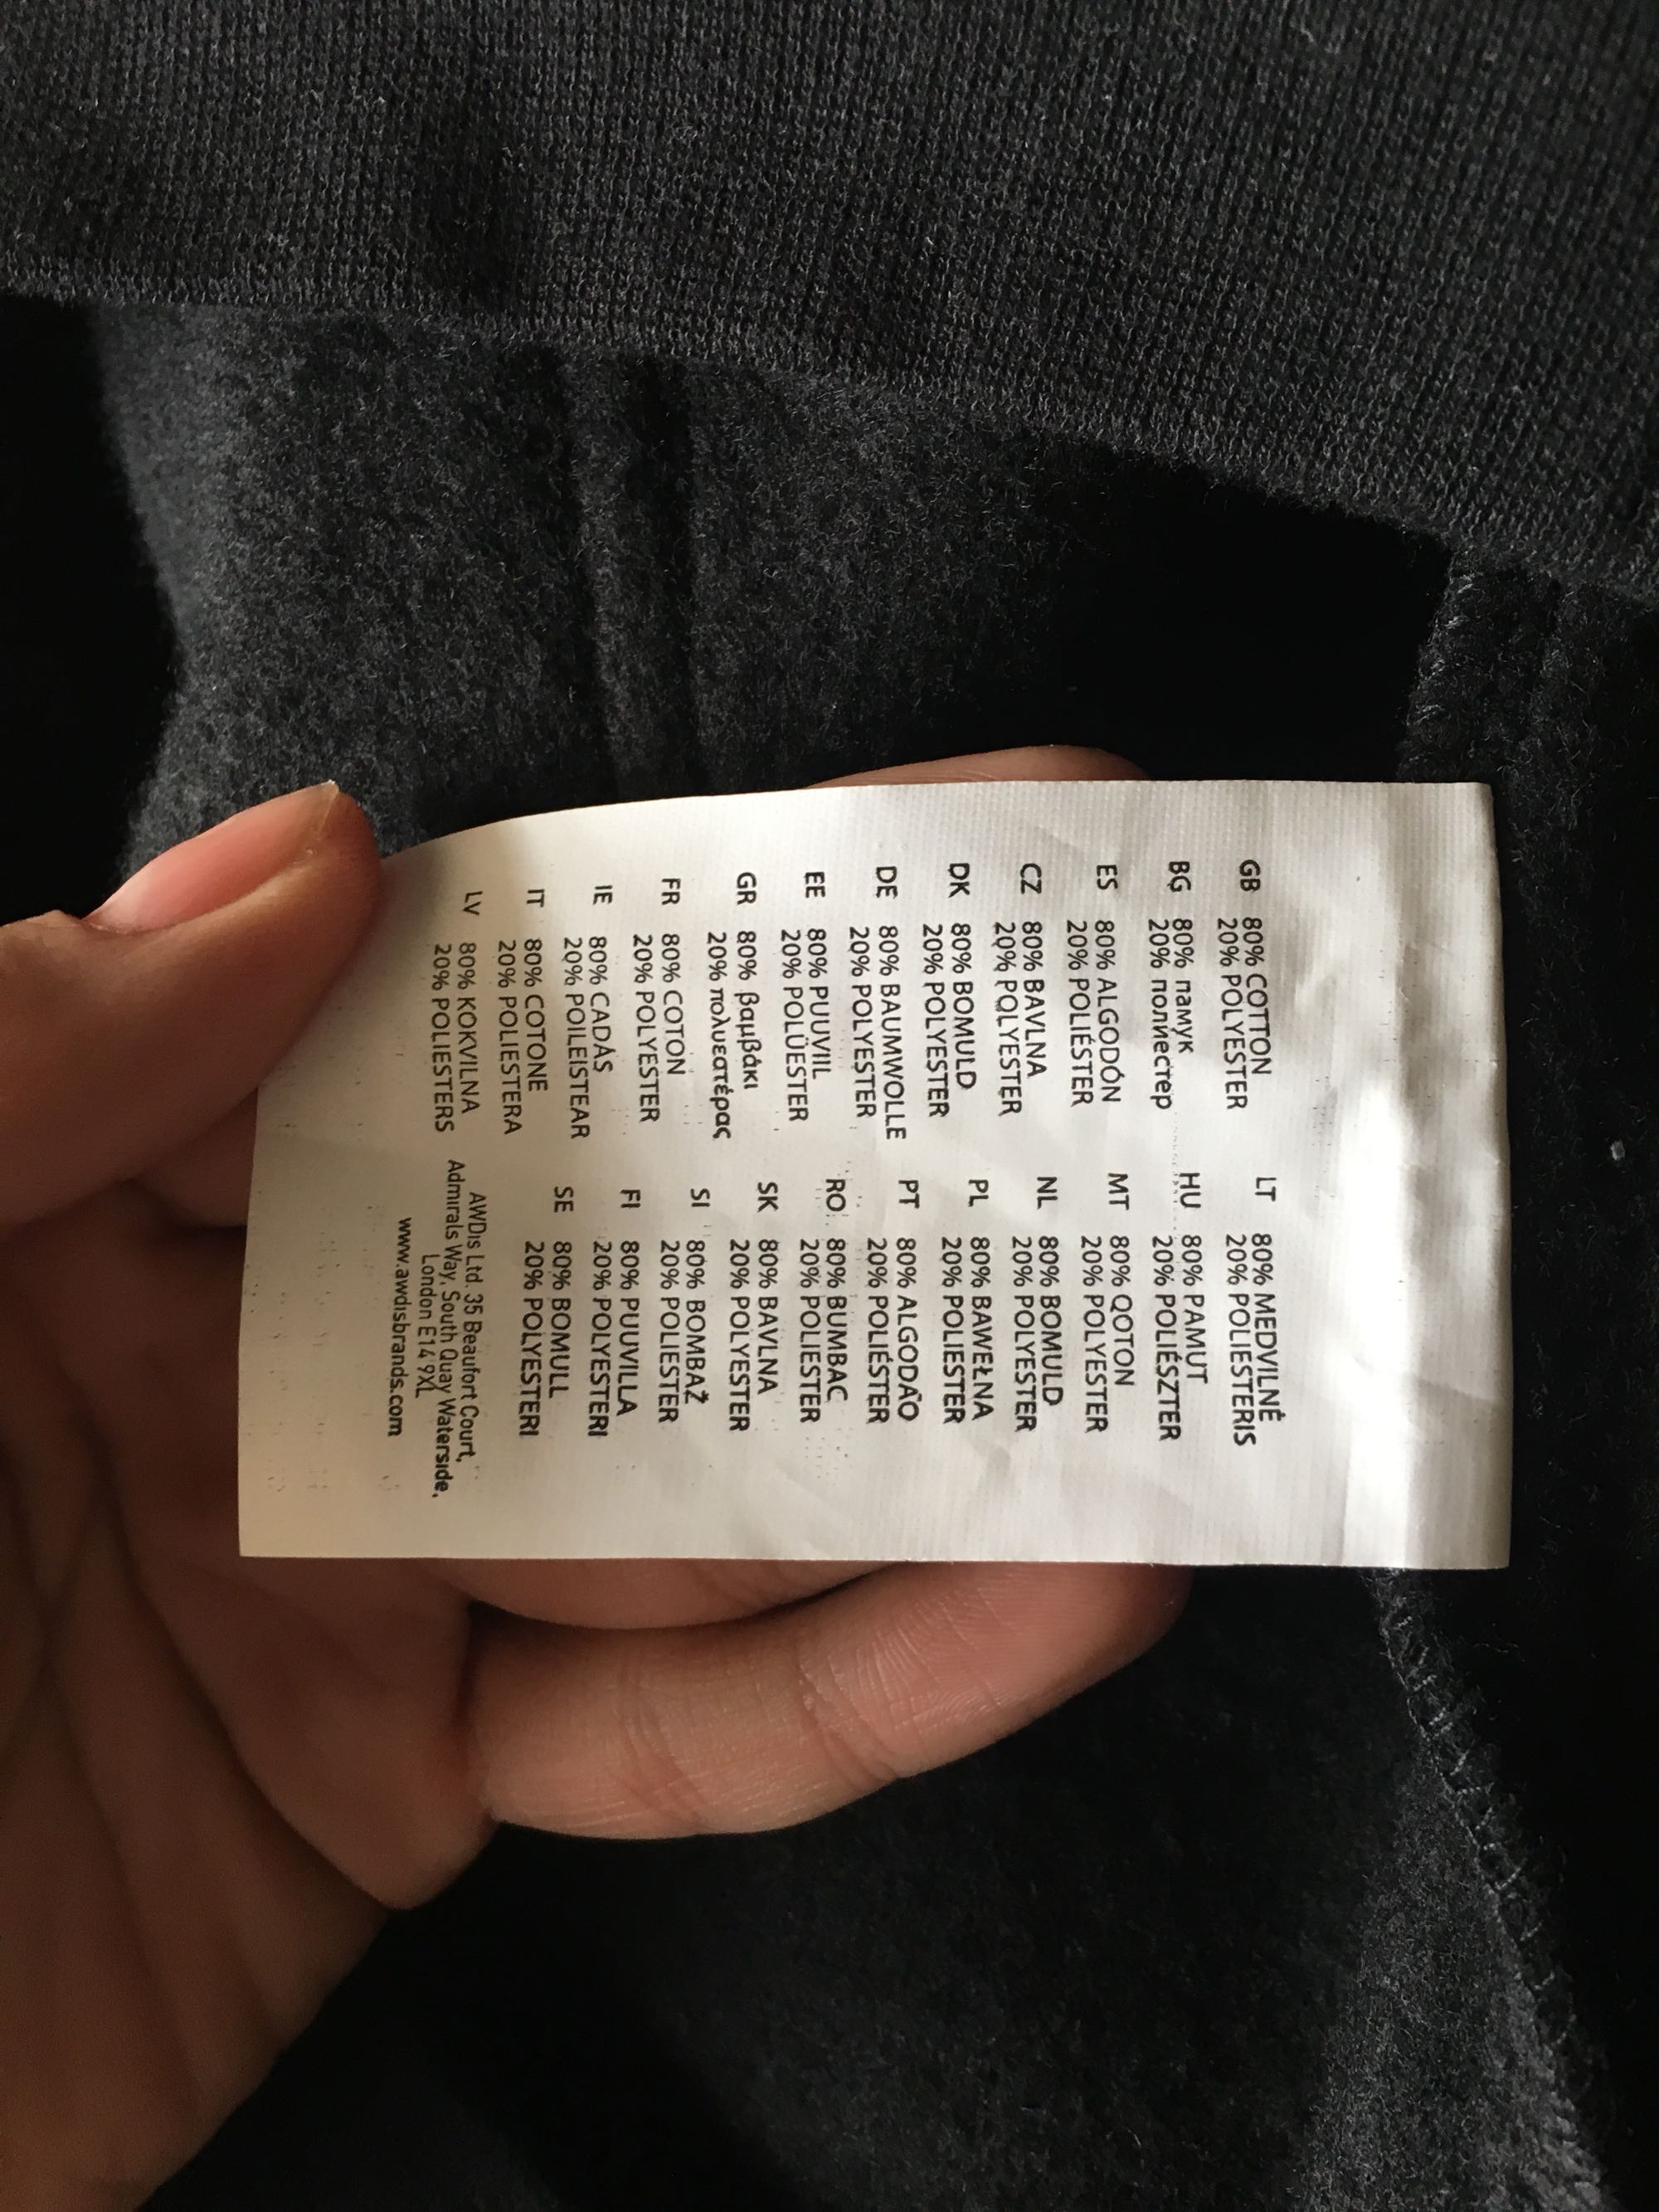 GB 80% COTTON
20% POLYESTER
BG 80% памук
20% полиестер
ES 80% ALGODÓN
20% POLIÉSTER
CZ 80% BAVLNA
20% POLYESTER
DK 80% BOMULD
20% POLYESTER
DE 80% BAUMWOLLE
20% POLYESTER
EE 80% PUUVIIL
20% POLÜESTER
GR 80% βαμβάκι
20% πολυεστέρας
FR 80% COTON
20% POLYESTER
IE 80% CADÁS
20% POILEISTEAR
IT 80% COTONE
20% POLIESTERA
LV 80% KOKVILNA
20% POLIESTERS
LT 80% MEDVILNĖ
20% POLIESTERIS
HU 80% PAMUT
20% POLIÉSZTER
MT 80% QOTON
20% POLYESTER
NL 80% BOMULD
20% POLYESTER
PL 80% BAWEŁNA
20% POLIESTER
PT 80% ALGODÃO
20% POLIÉSTER
RO 80% BUMBAC
20% POLIESTER
SK 80% BAVLNA
20% POLYESTER
SI 80% BOMBAŽ
20% POLIESTER
FI 80% PUUVILLA
20% POLYESTERI
SE 80% BOMULL
20% POLYESTERI
AWDis Ltd. 35 Beaufort Court,
Admirals Way, South Quay Waterside,
London E14 9XL
www.awdisbrands.com